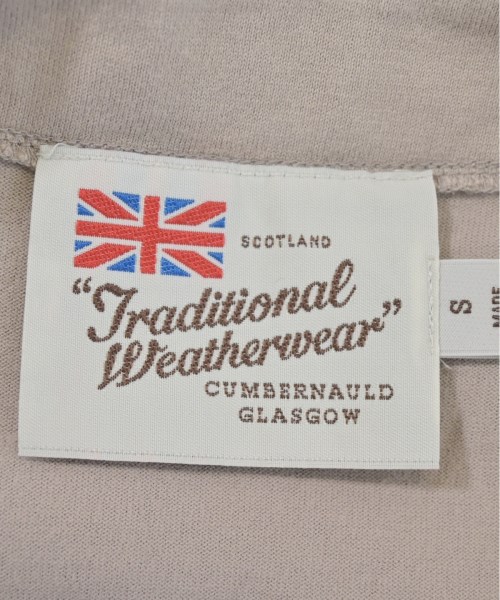 SCOTLAND
"Traditional
Weatherwear"
CUMBERNAULD
GLASGOW
S
MADE